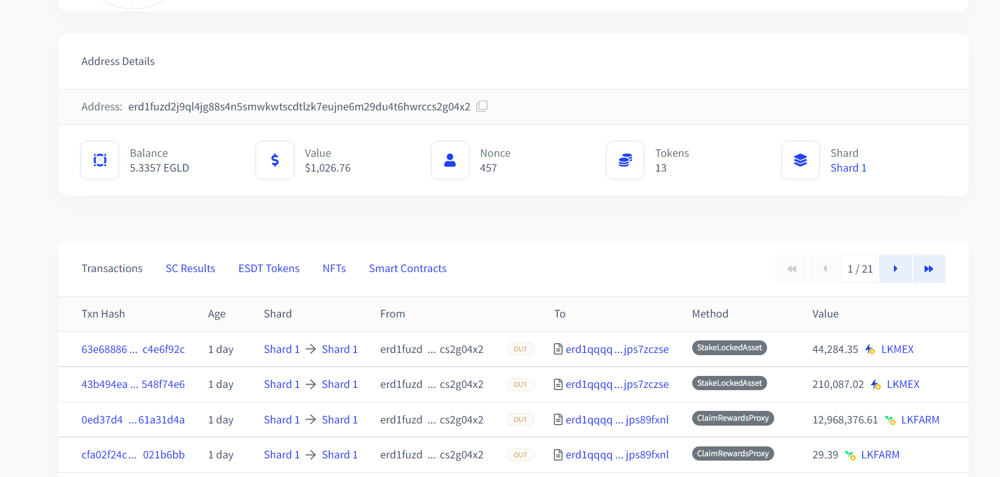 Address Details
Address: erd1fuzd2j9ql4jg88s4n5smwkwtscdtlzk7eujne6m29du4t6hwrccs2g04x2
Balance
5.3357 EGLD
Value
$1,026.76
Nonce
457
Tokens
13
Shard
Shard 1
Transactions SC Results ESDT Tokens NFTs Smart Contracts 1 / 21
Txn Hash Age Shard From To Method Value
63e68886 ... c4e6f92c 1 day Shard 1 → Shard 1 erd1fuzd ... cs2g04x2 OUT erd1qqqq ... jps7zczse StakeLockedAsset 44,284.35 LKMEX
43b494ea ... 548f74e6 1 day Shard 1 → Shard 1 erd1fuzd ... cs2g04x2 OUT erd1qqqq ... jps7zczse StakeLockedAsset 210,087.02 LKMEX
0ed37d4 ... 61a31d4a 1 day Shard 1 → Shard 1 erd1fuzd ... cs2g04x2 OUT erd1qqqq ... jps89fxnl ClaimRewardsProxy 12,968,376.61 LKFARM
cfa02f24c ... 021b6bb 1 day Shard 1 → Shard 1 erd1fuzd ... cs2g04x2 OUT erd1qqqq ... jps89fxnl ClaimRewardsProxy 29.39 LKFARM